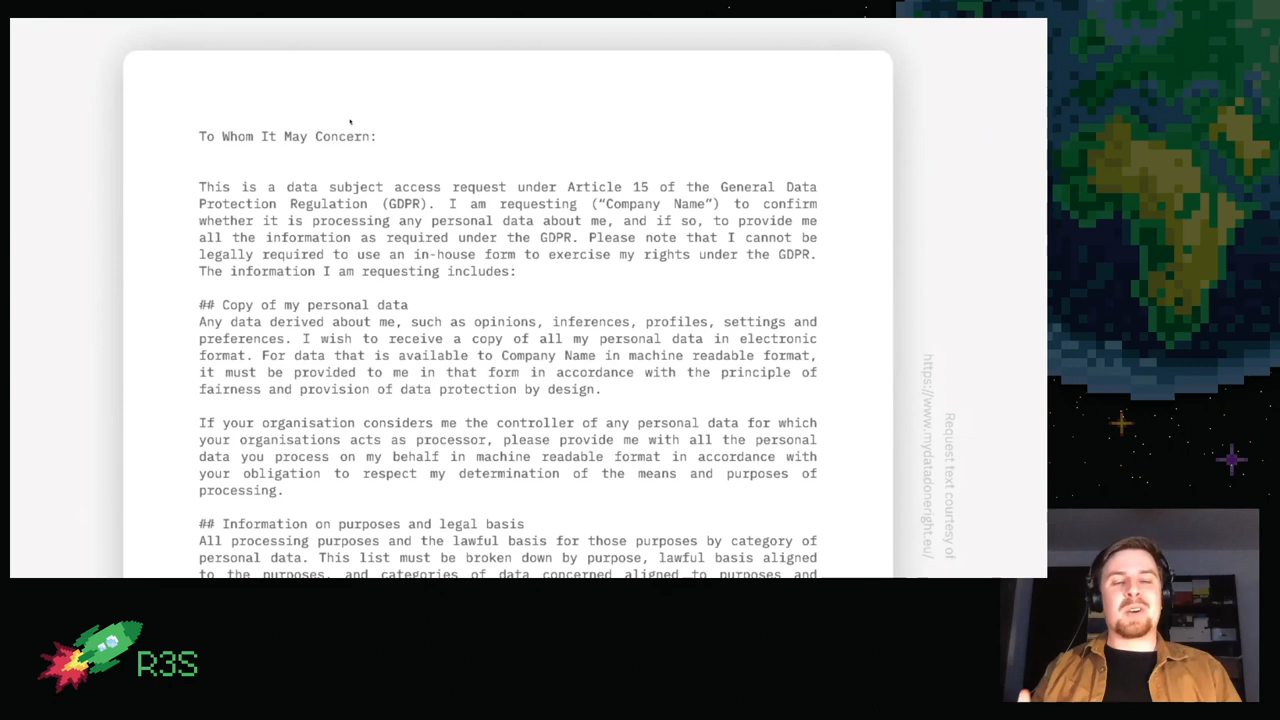 To Whom It May Concern:
This is a data subject access request under Article 15 of the General Data
Protection Regulation (GDPR). I am requesting (“Company Name”) to confirm
whether it is processing any personal data about me, and if so, to provide me
all the information as required under the GDPR. Please note that I cannot be
legally required to use an in-house form to exercise my rights under the GDPR.
The information I am requesting includes:
## Copy of my personal data
Any data derived about me, such as opinions, inferences, profiles, settings and
preferences. I wish to receive a copy of all my personal data in electronic
format. For data that is available to Company Name in machine readable format,
it must be provided to me in that form in accordance with the principle of
fairness and provision of data protection by design.
If your organisation considers me the controller of any personal data for which
your organisations acts as processor, please provide me with all the personal
data you process on my behalf in machine readable format in accordance with
your obligation to respect my determination of the means and purposes of
processing.
## Information on purposes and legal basis
All processing purposes and the lawful basis for those purposes by category of
personal data. This list must be broken down by purpose, lawful basis aligned
to the purposes, and categories of data concerned aligned to purposes and
Request text courtesy of
https://www.mydatadoneright.eu/
R3S